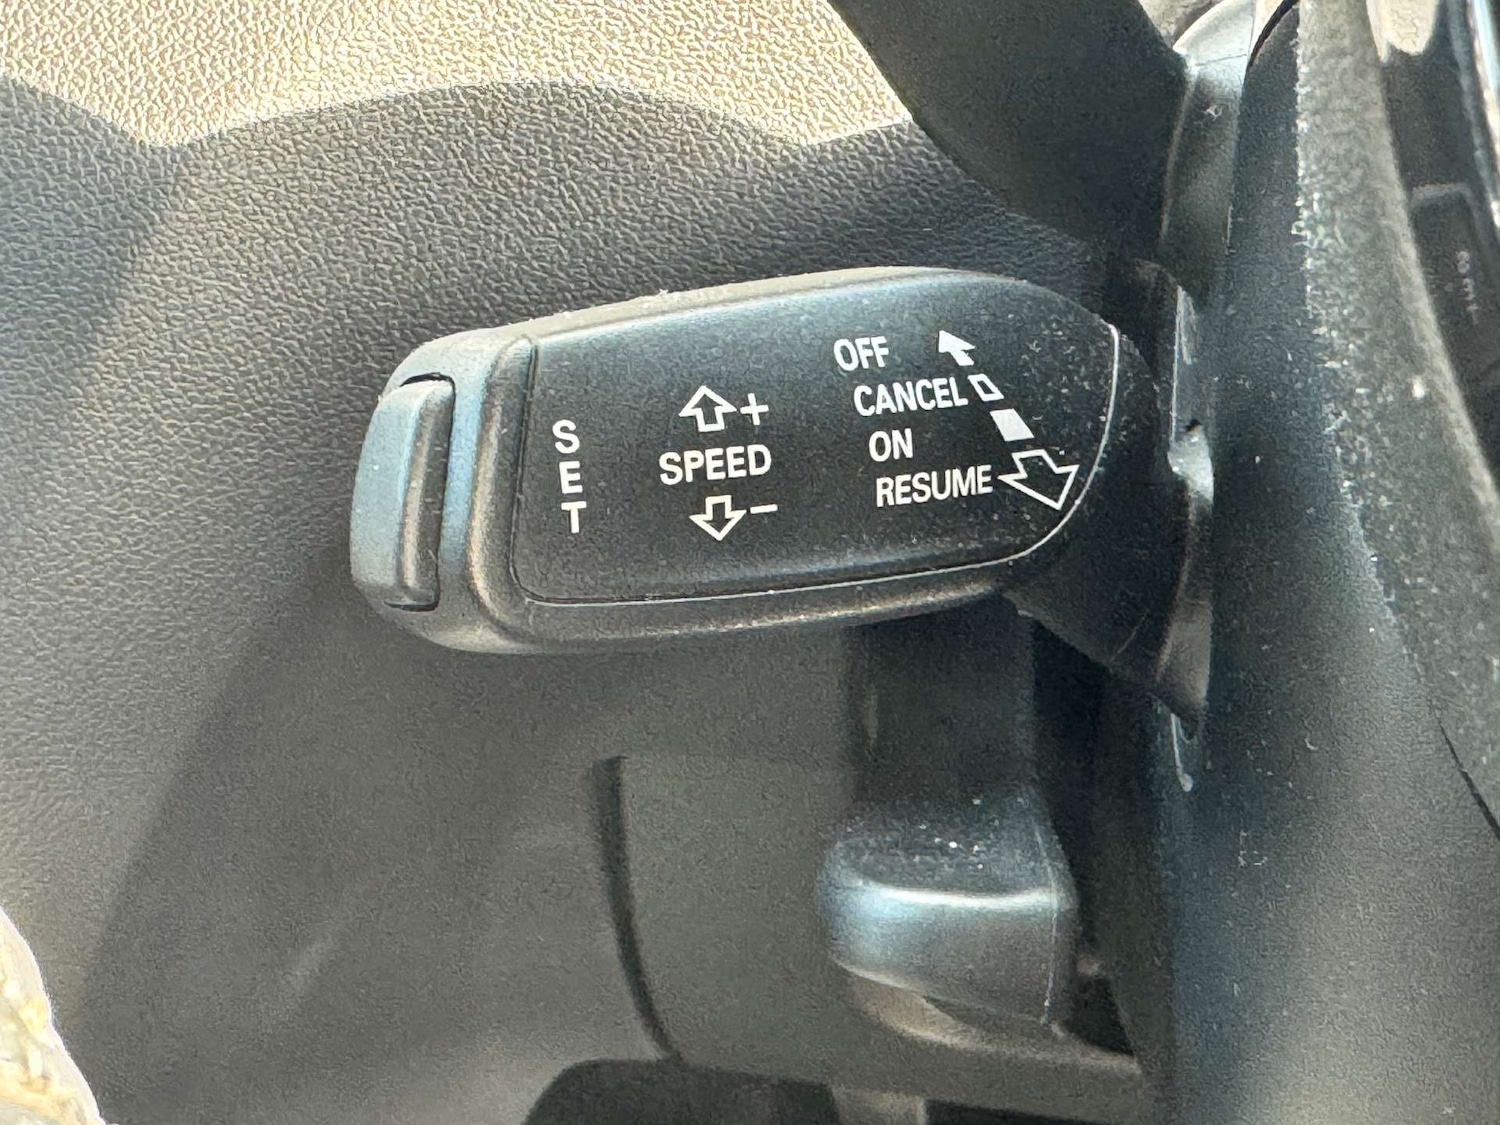 S
E
T
+
SPEED
−
OFF
CANCEL
ON
RESUME